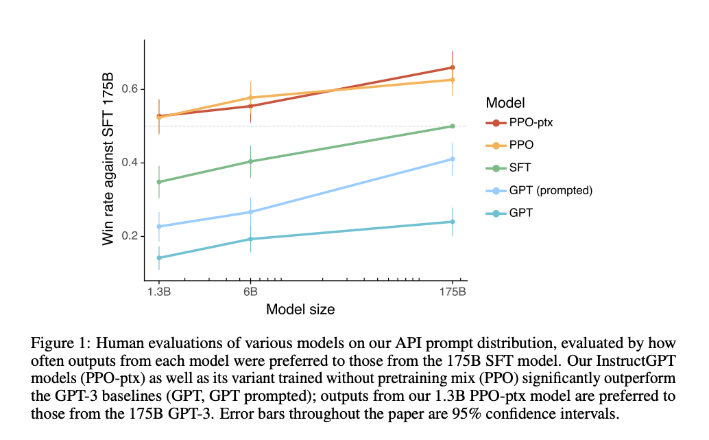 Win rate against SFT 175B
0.6
0.4
0.2
1.3B
6B
175B
Model size
Model
PPO-ptx
PPO
SFT
GPT (prompted)
GPT
Figure 1: Human evaluations of various models on our API prompt distribution, evaluated by how
often outputs from each model were preferred to those from the 175B SFT model. Our InstructGPT
models (PPO-ptx) as well as its variant trained without pretraining mix (PPO) significantly outperform
the GPT-3 baselines (GPT, GPT prompted); outputs from our 1.3B PPO-ptx model are preferred to
those from the 175B GPT-3. Error bars throughout the paper are 95% confidence intervals.